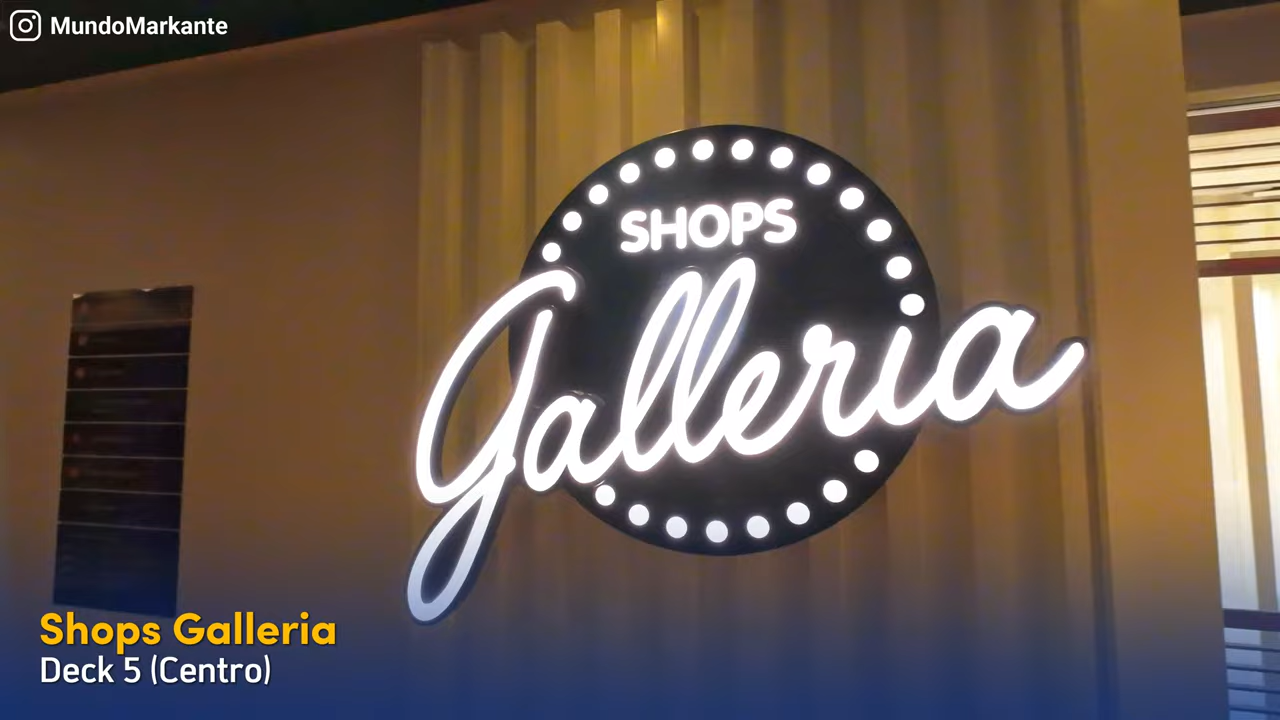 MundoMarkante
SHOPS
Galleria
Shops Galleria
Deck 5 (Centro)